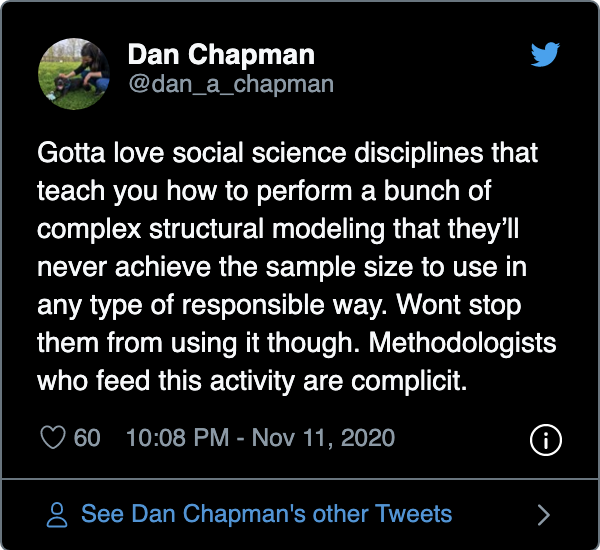 Dan Chapman
@dan_a_chapman
Gotta love social science disciplines that
teach you how to perform a bunch of
complex structural modeling that they’ll
never achieve the sample size to use in
any type of responsible way. Wont stop
them from using it though. Methodologists
who feed this activity are complicit.
60 10:08 PM - Nov 11, 2020
See Dan Chapman's other Tweets